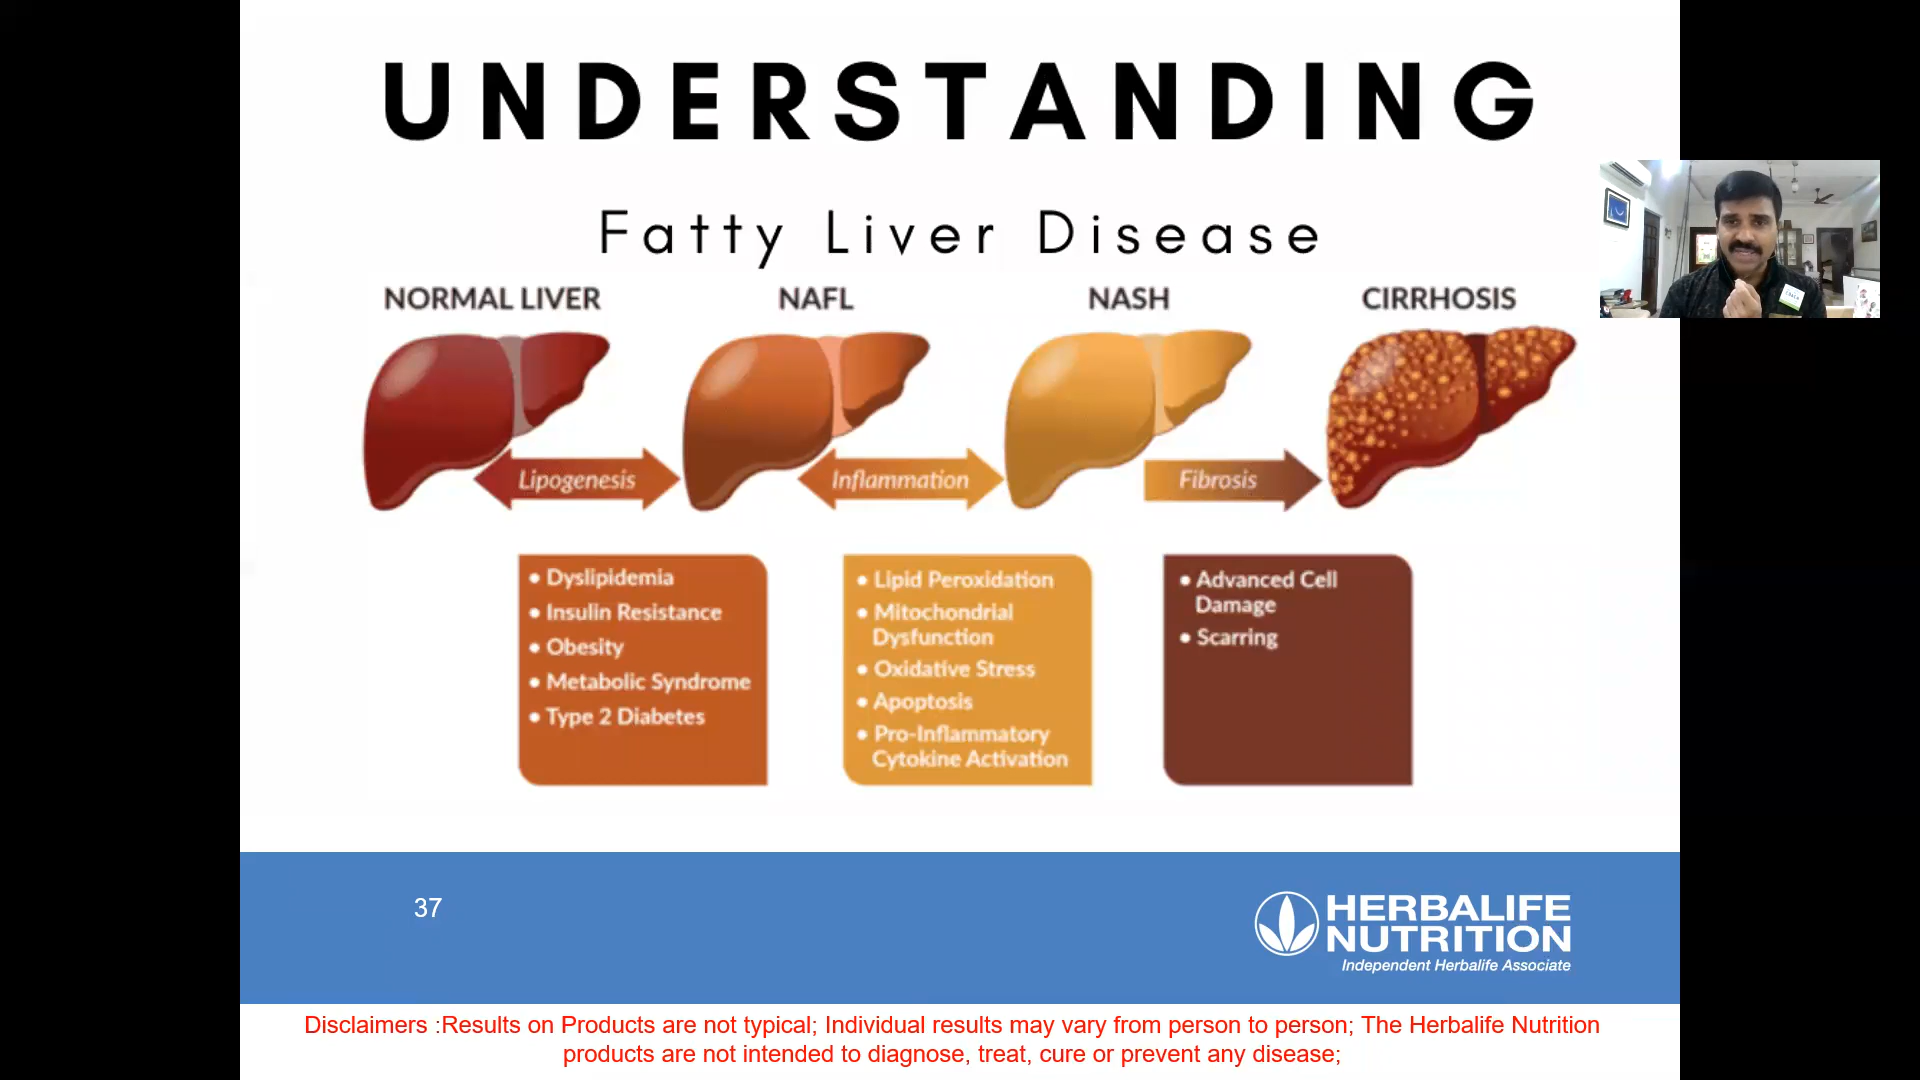 UNDERSTANDING
Fatty Liver Disease
NORMAL LIVER
NAFL
NASH
CIRRHOSIS
Lipogenesis
Inflammation
Fibrosis
• Dyslipidemia
• Insulin Resistance
• Obesity
• Metabolic Syndrome
• Type 2 Diabetes
• Lipid Peroxidation
• Mitochondrial
Dysfunction
• Oxidative Stress
• Apoptosis
• Pro-Inflammatory
Cytokine Activation
• Advanced Cell
Damage
• Scarring
37
HERBALIFE
NUTRITION
Independent Herbalife Associate
Disclaimers :Results on Products are not typical; Individual results may vary from person to person; The Herbalife Nutrition
products are not intended to diagnose, treat, cure or prevent any disease;